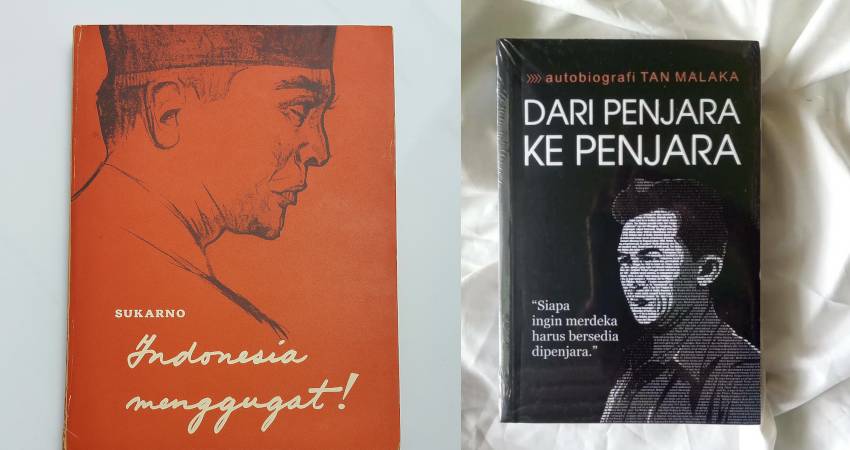 SUKARNO
Indonesia
menggugat!
autobiografi TAN MALAKA
DARI PENJARA
KE PENJARA
“Siapa
ingin merdeka
harus bersedia
dipenjara.”